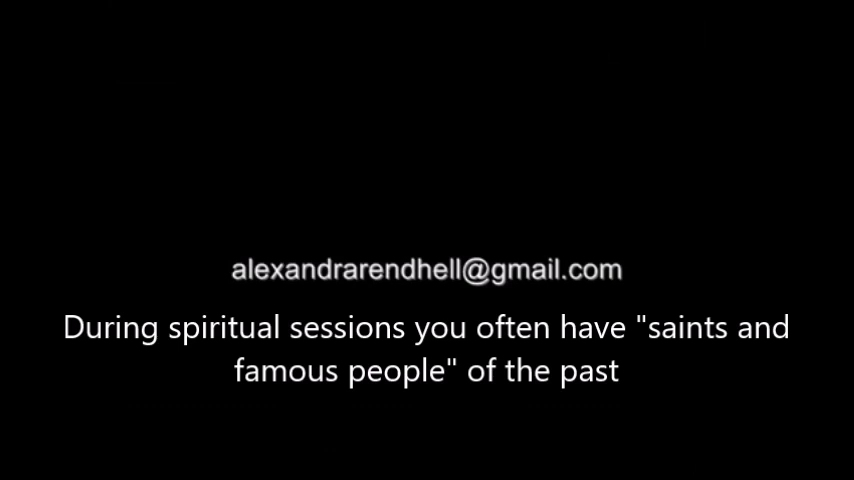 alexandrarendhell@gmail.com
During spiritual sessions you often have "saints and
famous people" of the past